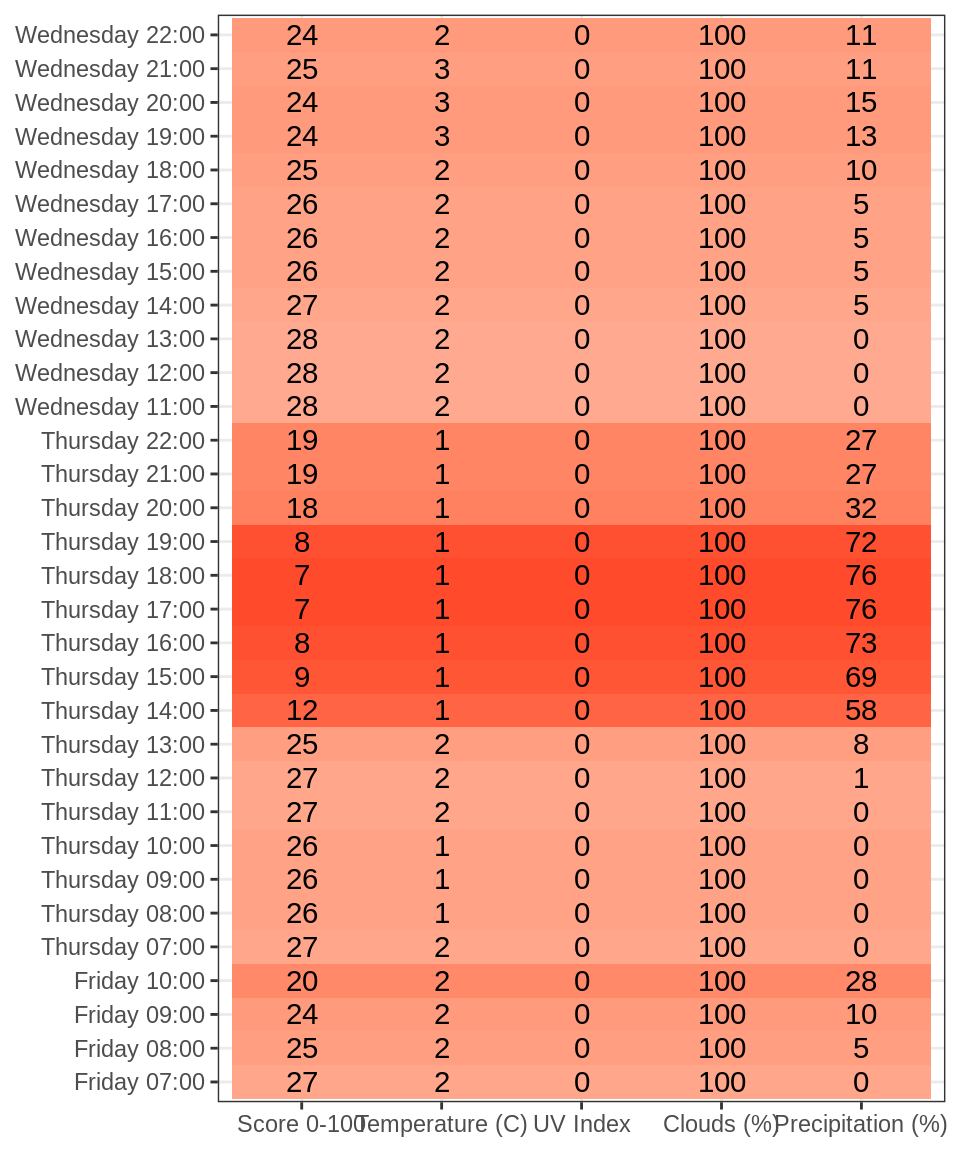 Wednesday 22:00 24 2 0 100 11
Wednesday 21:00 25 3 0 100 11
Wednesday 20:00 24 3 0 100 15
Wednesday 19:00 24 3 0 100 13
Wednesday 18:00 25 2 0 100 10
Wednesday 17:00 26 2 0 100 5
Wednesday 16:00 26 2 0 100 5
Wednesday 15:00 26 2 0 100 5
Wednesday 14:00 27 2 0 100 5
Wednesday 13:00 28 2 0 100 0
Wednesday 12:00 28 2 0 100 0
Wednesday 11:00 28 2 0 100 0
Thursday 22:00 19 1 0 100 27
Thursday 21:00 19 1 0 100 27
Thursday 20:00 18 1 0 100 32
Thursday 19:00 8 1 0 100 72
Thursday 18:00 7 1 0 100 76
Thursday 17:00 7 1 0 100 76
Thursday 16:00 8 1 0 100 73
Thursday 15:00 9 1 0 100 69
Thursday 14:00 12 1 0 100 58
Thursday 13:00 25 2 0 100 8
Thursday 12:00 27 2 0 100 1
Thursday 11:00 27 2 0 100 0
Thursday 10:00 26 1 0 100 0
Thursday 09:00 26 1 0 100 0
Thursday 08:00 26 1 0 100 0
Thursday 07:00 27 2 0 100 0
Friday 10:00 20 2 0 100 28
Friday 09:00 24 2 0 100 10
Friday 08:00 25 2 0 100 5
Friday 07:00 27 2 0 100 0
Score 0-100 Temperature (C) UV Index Clouds (%) Precipitation (%)